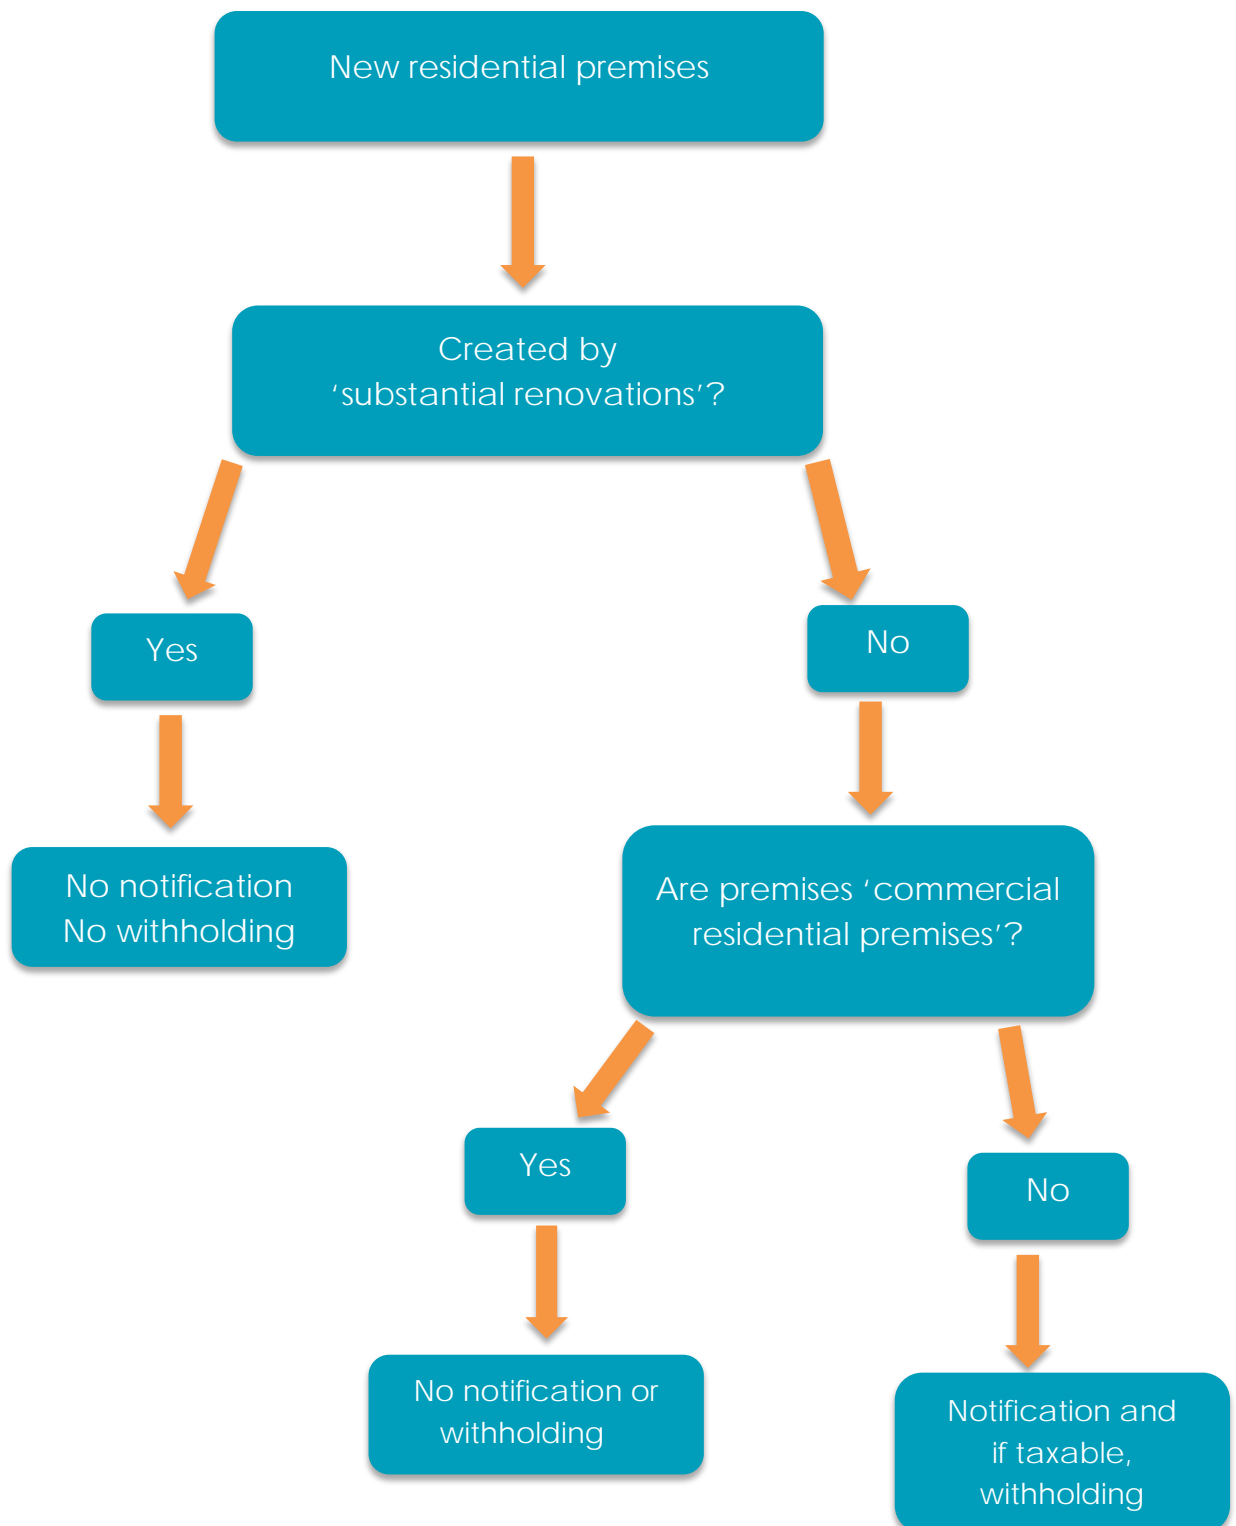 New residential premises
Created by
‘substantial renovations’?
Yes
No
No notification
No withholding
Are premises ‘commercial
residential premises’?
Yes
No
No notification or
withholding
Notification and
if taxable,
withholding